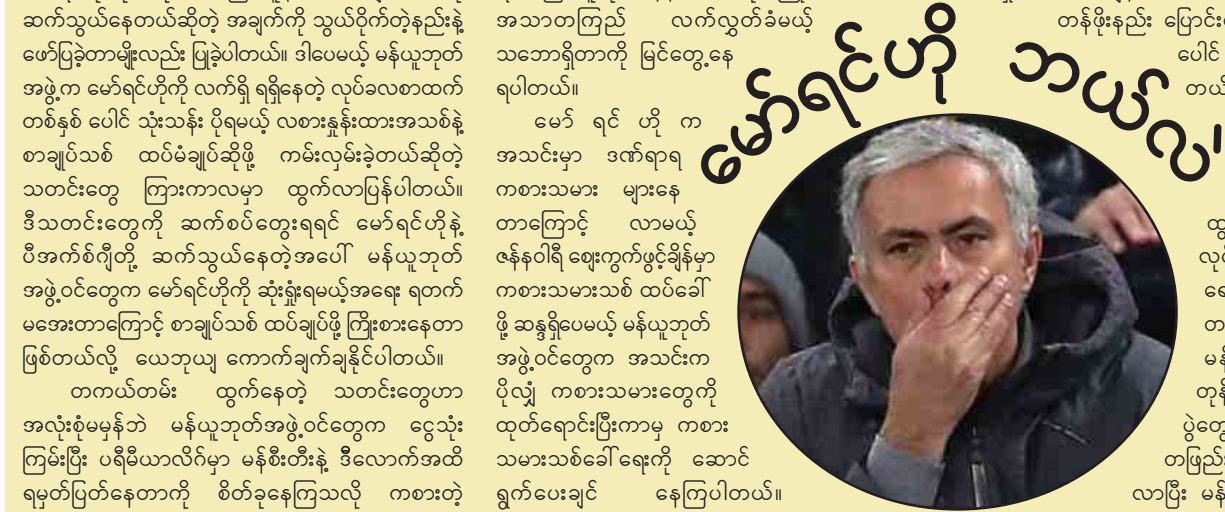 ဆက်သွယ်နေတယ်ဆိုတဲ့ အချက်ကို သွယ်ဝိုက်တဲ့နည်းနဲ့
ဖော်ပြခဲ့တာမျိုးလည်း ပြုခဲ့ပါတယ်။ ဒါပေမယ့် မန်ယူဘုတ်
အဖွဲ့က မော်ရင်ဟိုကို လက်ရှိ ရရှိနေတဲ့ လုပ်ခလစာထက်
တစ်နှစ် ပေါင် သုံးသန်း ပိုရမယ့် လစာနှုန်းထားအသစ်နဲ့
စာချုပ်သစ် ထပ်မံချုပ်ဆိုဖို့ ကမ်းလှမ်းခဲ့တယ်ဆိုတဲ့
သတင်းတွေ ကြားကာလမှာ ထွက်လာပြန်ပါတယ်။
ဒီသတင်းတွေကို ဆက်စပ်တွေးရရင် မော်ရင်ဟိုနဲ့
ပီအက်စ်ဂျီတို့ ဆက်သွယ်နေတဲ့အပေါ် မန်ယူဘုတ်
အဖွဲ့ဝင်တွေက မော်ရင်ဟိုကို ဆုံးရှုံးရမယ့်အရေး ရတက်
မအေးတာကြောင့် စာချုပ်သစ် ထပ်ချုပ်ဖို့ ကြိုးစားနေတာ
ဖြစ်တယ်လို့ ယေဘုယျ ကောက်ချက်ချနိုင်ပါတယ်။
တကယ်တမ်း ထွက်နေတဲ့ သတင်းတွေဟာ
အလုံးစုံမမှန်ဘဲ မန်ယူဘုတ်အဖွဲ့ဝင်တွေက ငွေသုံး
ကြမ်းပြီး ပရီမီယာလိဂ်မှာ မန်စီးတီးနဲ့ ဒီလောက်အထိ
ရမှတ်ပြတ်နေတာကို စိတ်ခုနေကြသလို ကစားတဲ့
အသာတကြည် လက်လွှတ်ခံမယ့်
သဘောရှိတာကို မြင်တွေ့နေ
ရပါတယ်။
မော် ရင် ဟို က
အသင်းမှာ ဒဏ်ရာရ
ကစားသမား များနေ
တာကြောင့် လာမယ့်
ဇန်နဝါရီ ဈေးကွက်ဖွင့်ချိန်မှာ
ကစားသမားသစ် ထပ်ခေါ်
ဖို့ ဆန္ဒရှိပေမယ့် မန်ယူဘုတ်
အဖွဲ့ဝင်တွေက အသင်းက
ပိုလျှံ ကစားသမားတွေကို
ထုတ်ရောင်းပြီးကာမှ ကစား
သမားသစ်ခေါ်ရေးကို ဆောင်
ရွက်ပေးချင် နေကြပါတယ်။
မော်ရင်ဟို ဘယ်လ
တန်ဖိုးနည်း
ပေါင်
မန်
ပွဲတွေ
လာပြီး မန်